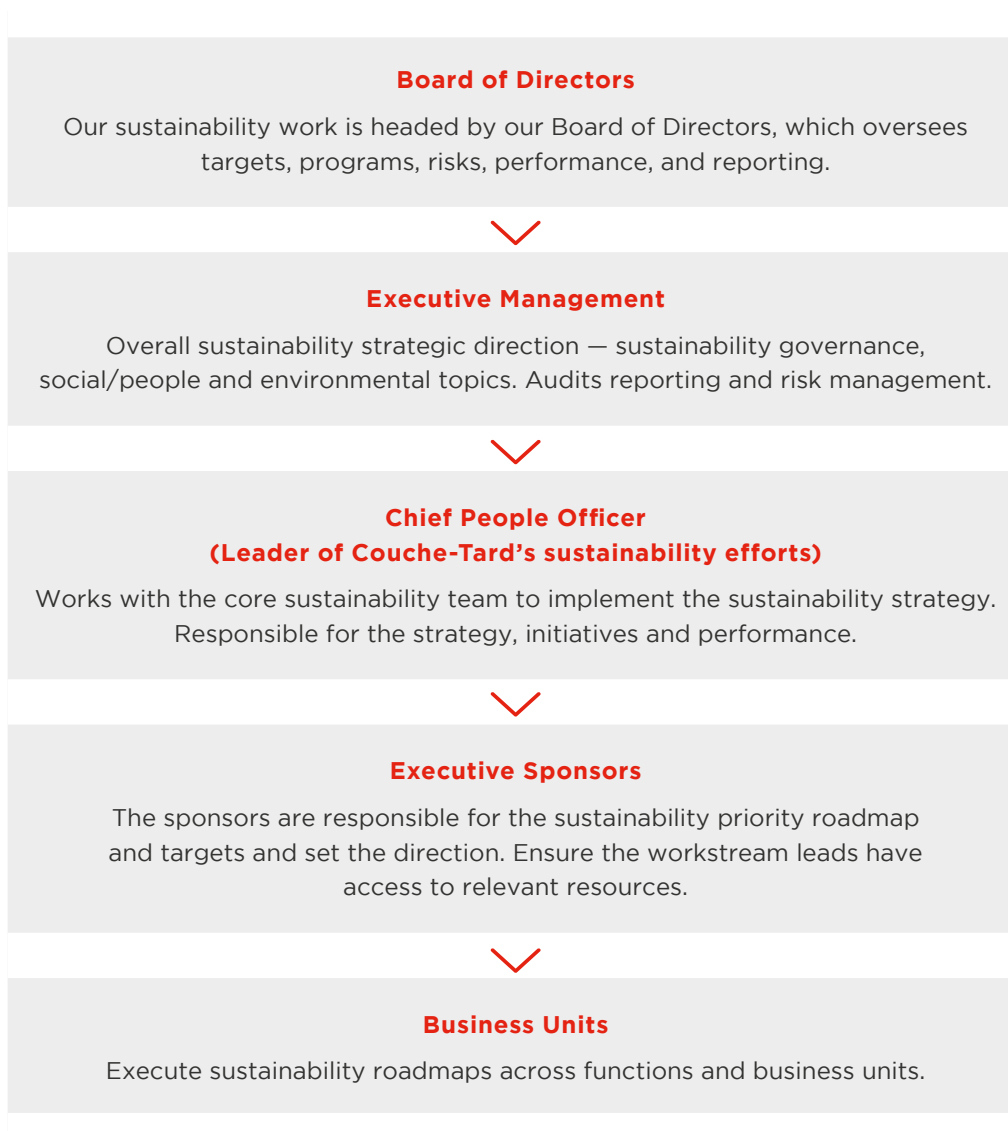 Board of Directors
Our sustainability work is headed by our Board of Directors, which oversees
targets, programs, risks, performance, and reporting.
Executive Management
Overall sustainability strategic direction — sustainability governance,
social/people and environmental topics. Audits reporting and risk management.
Chief People Officer
(Leader of Couche-Tard’s sustainability efforts)
Works with the core sustainability team to implement the sustainability strategy.
Responsible for the strategy, initiatives and performance.
Executive Sponsors
The sponsors are responsible for the sustainability priority roadmap
and targets and set the direction. Ensure the workstream leads have
access to relevant resources.
Business Units
Execute sustainability roadmaps across functions and business units.